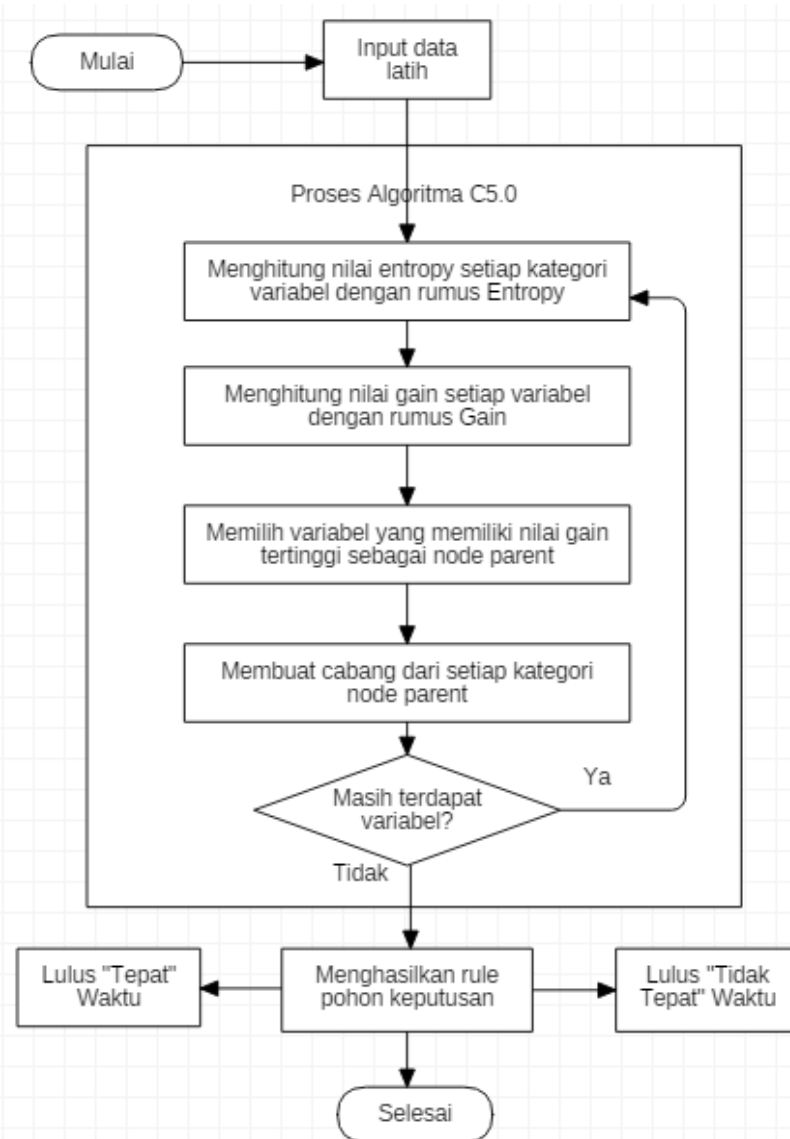 Mulai
Input data
latih
Proses Algoritma C5.0
Menghitung nilai entropy setiap kategori
variabel dengan rumus Entropy
Menghitung nilai gain setiap variabel
dengan rumus Gain
Memilih variabel yang memiliki nilai gain
tertinggi sebagai node parent
Membuat cabang dari setiap kategori
node parent
Masih terdapat
variabel?
Ya
Tidak
Lulus "Tepat"
Waktu
Menghasilkan rule
pohon keputusan
Lulus "Tidak
Tepat" Waktu
Selesai